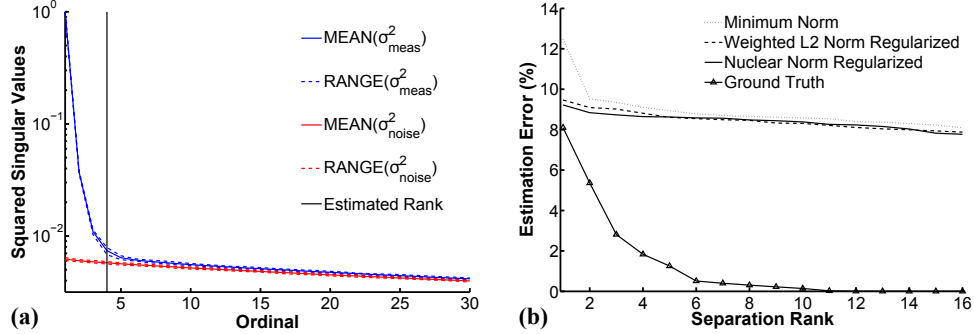 10^0
10^-1
10^-2
Squared Singular Values
MEAN(σ²meas)
RANGE(σ²meas)
MEAN(σ²noise)
RANGE(σ²noise)
Estimated Rank
5 10 15 20 25 30
Ordinal
(a)
14
12
10
8
6
4
2
0
Estimation Error (%)
Minimum Norm
Weighted L2 Norm Regularized
Nuclear Norm Regularized
Ground Truth
2 4 6 8 10 12 14 16
Separation Rank
(b)